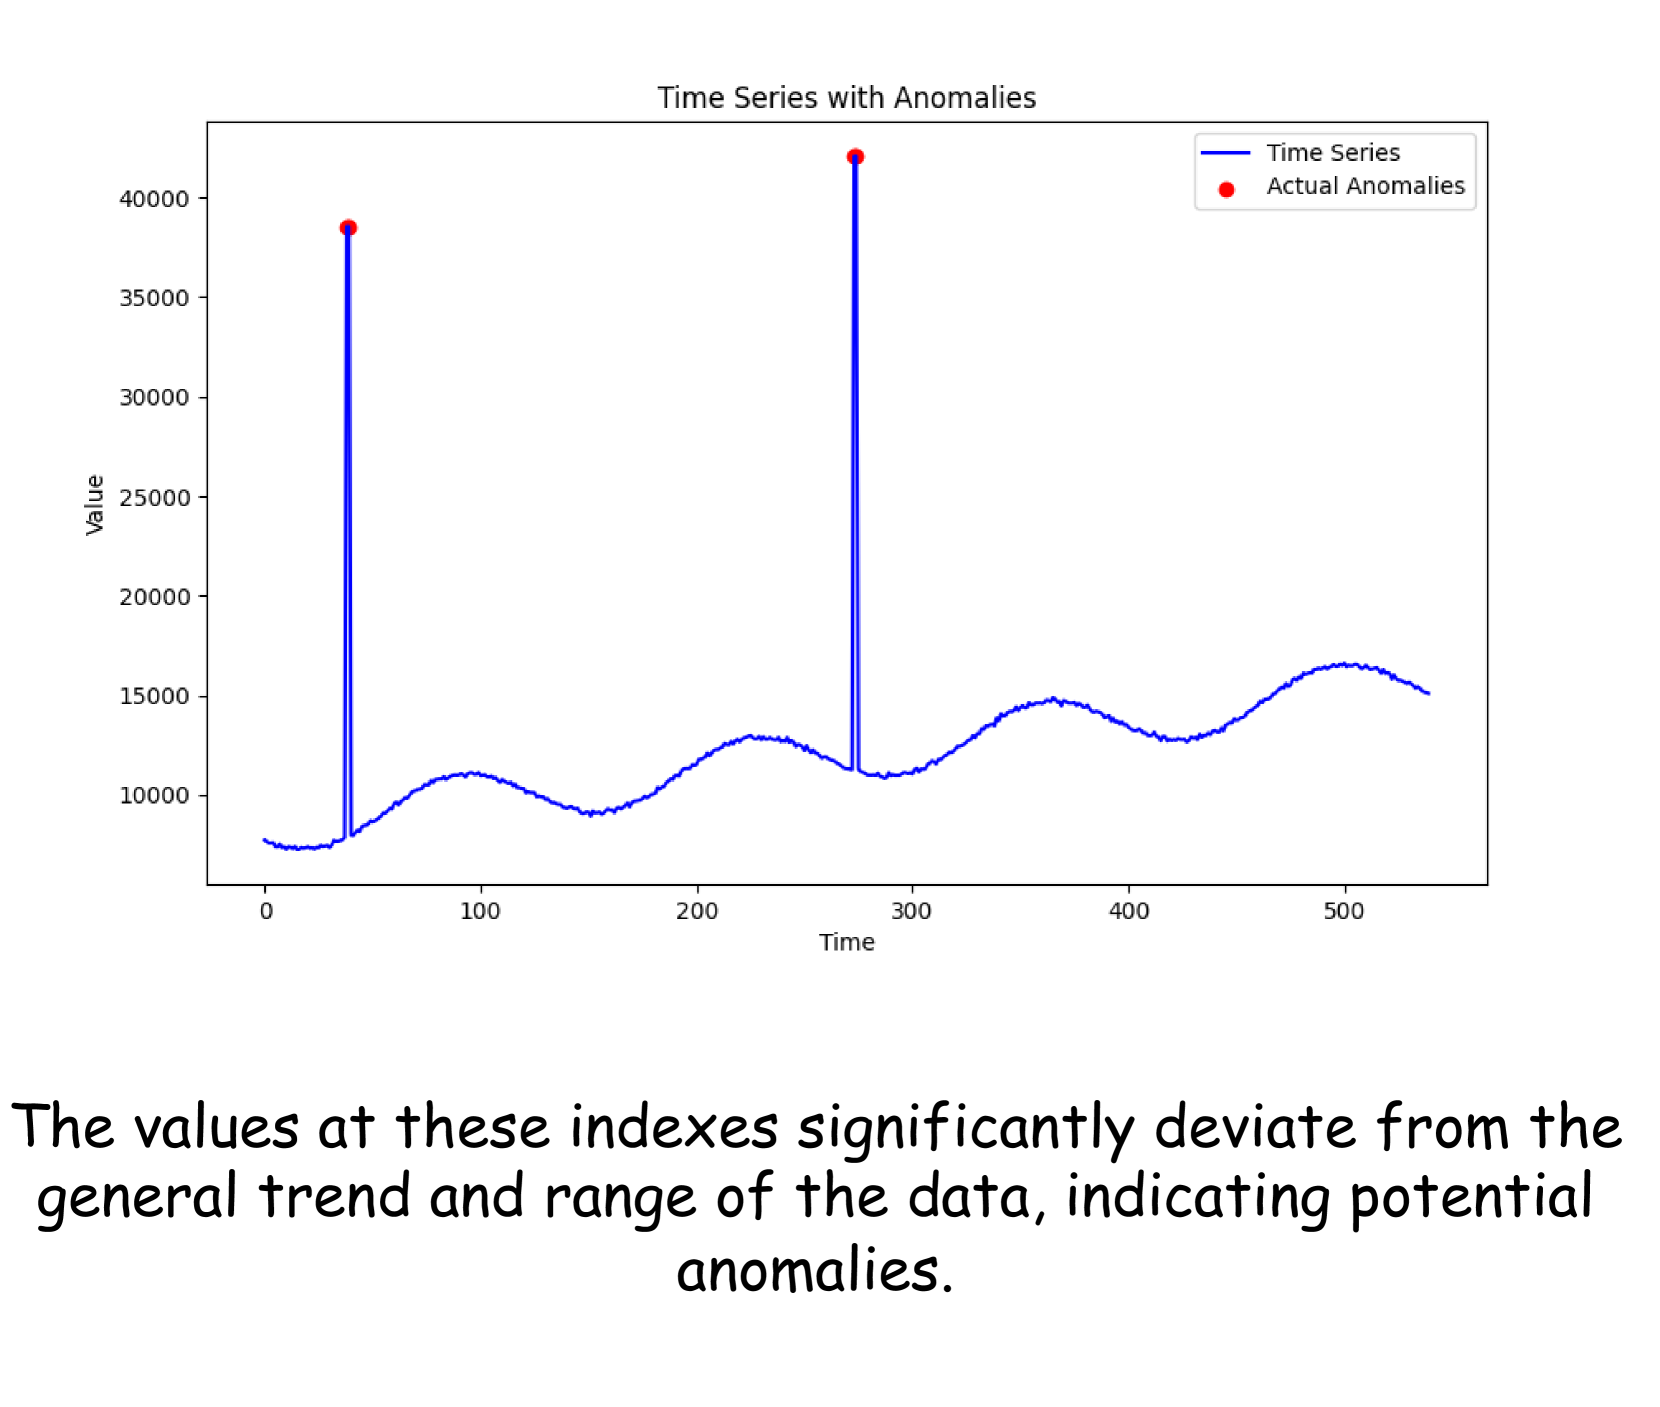 Time Series with Anomalies
Time Series
Actual Anomalies
40000
35000
30000
25000
20000
15000
10000
Value
0 100 200 300 400 500
Time
The values at these indexes significantly deviate from the
general trend and range of the data, indicating potential
anomalies.